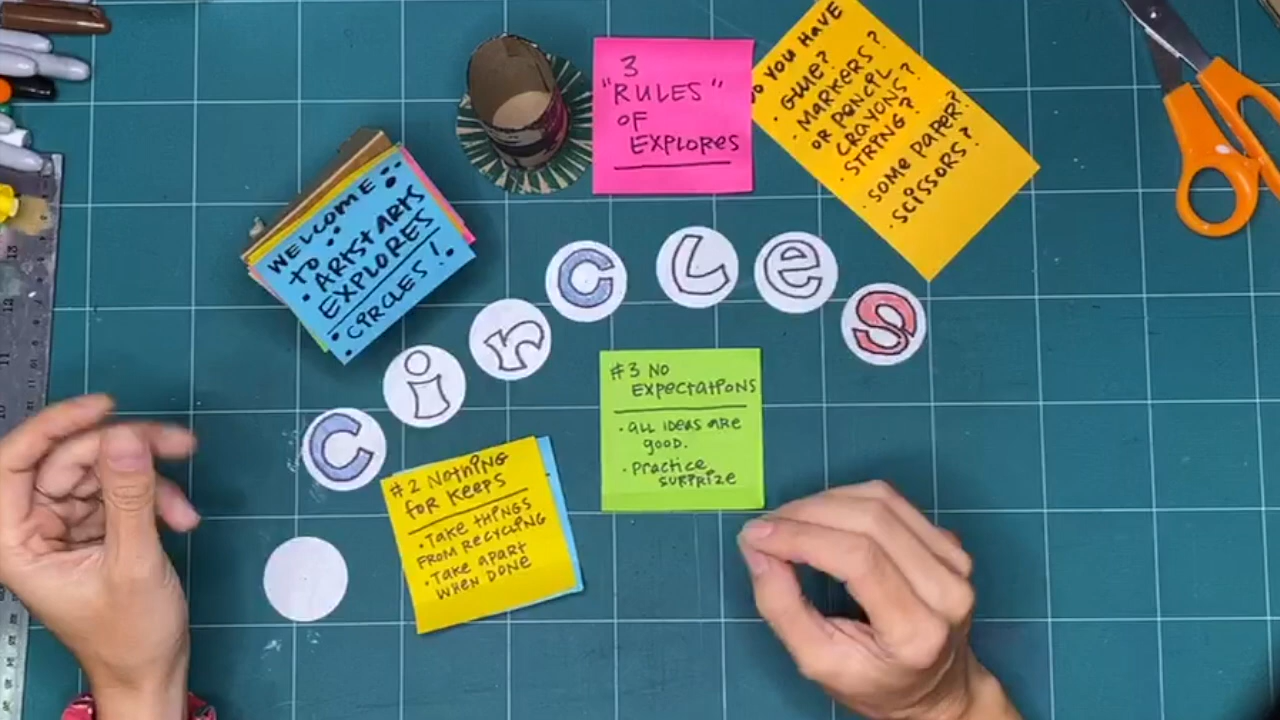 3
"RULES"
OF
EXPLORES
YOU HAVE
• GLUE?
• MARKERS?
OR PENCIL
CRAYONS?
• STRING?
• SOME PAPER?
• SCISSORS?
WELCOME
TO
• ARTSTARTS
EXPLORES
• CIRCLES!
CirCLeS
#3 NO
EXPECTATIONS
• ALL IDEAS ARE
GOOD.
• PRACTICE
SURPRIZE
#2 NOTHING
FOR KEEPS
• TAKE THINGS
FROM RECYCLING
• TAKE APART
WHEN DONE